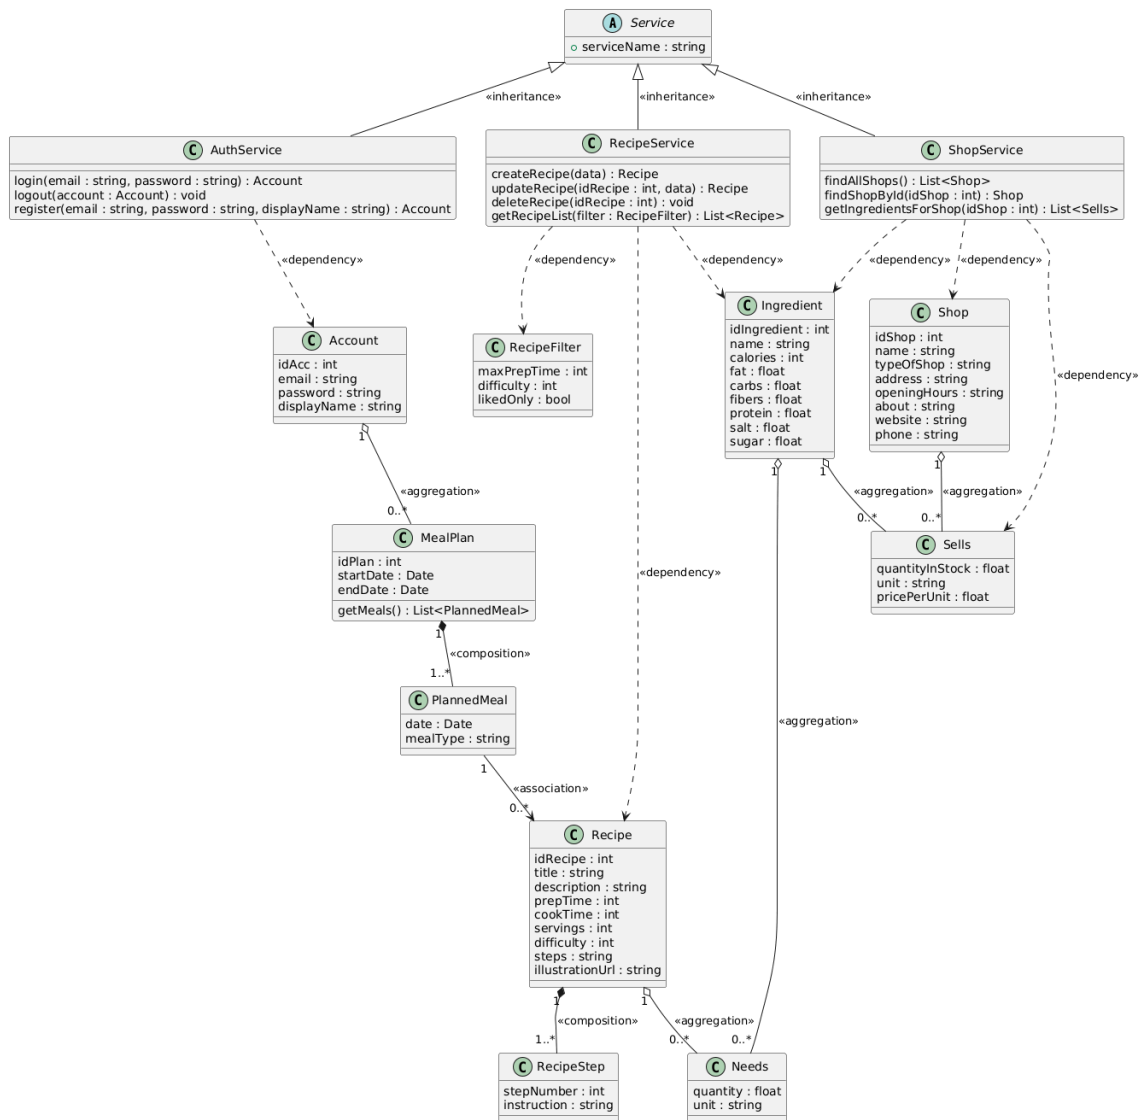 A Service
serviceName : string
«inheritance»
«inheritance»
«inheritance»
C AuthService
login(email : string, password : string) : Account
logout(account : Account) : void
register(email : string, password : string, displayName : string) : Account
C RecipeService
createRecipe(data) : Recipe
updateRecipe(idRecipe : int, data) : Recipe
deleteRecipe(idRecipe : int) : void
getRecipeList(filter : RecipeFilter) : List<Recipe>
C ShopService
findAllShops() : List<Shop>
findShopById(idShop : int) : Shop
getIngredientsForShop(idShop : int) : List<Sells>
«dependency»
«dependency»
«dependency»
«dependency»
«dependency»
C Account
idAcc : int
email : string
password : string
displayName : string
1
C RecipeFilter
maxPrepTime : int
difficulty : int
likedOnly : bool
C Ingredient
idIngredient : int
name : string
calories : int
fat : float
carbs : float
fibers : float
protein : float
salt : float
sugar : float
1
1
C Shop
idShop : int
name : string
typeOfShop : string
address : string
openingHours : string
about : string
website : string
phone : string
1
«dependency»
«aggregation»
0..*
«aggregation»
0..*
«aggregation»
0..*
C MealPlan
idPlan : int
startDate : Date
endDate : Date
getMeals() : List<PlannedMeal>
1
C Sells
quantityInStock : float
unit : string
pricePerUnit : float
«dependency»
«composition»
1..*
C PlannedMeal
date : Date
mealType : string
1
«aggregation»
«association»
0..*
C Recipe
idRecipe : int
title : string
description : string
prepTime : int
cookTime : int
servings : int
difficulty : int
steps : string
illustrationUrl : string
1
1
«composition»
1..*
«aggregation»
0..*
0..*
C RecipeStep
stepNumber : int
instruction : string
C Needs
quantity : float
unit : string